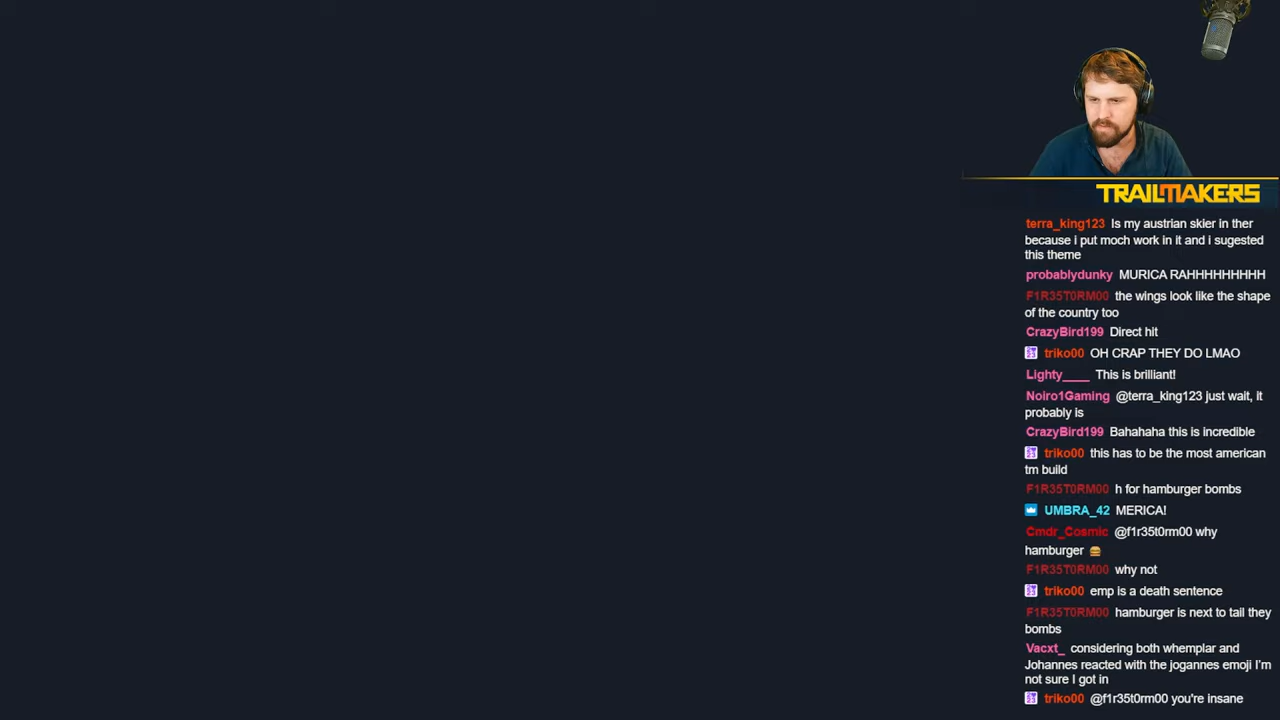 TRAILMAKERS
terra_king123 Is my austrian skier in ther
because i put moch work in it and i sugested
this theme
probablydunky MURICA RAHHHHHHHHH
F1R35T0RM00 the wings look like the shape
of the country too
CrazyBird199 Direct hit
triko00 OH CRAP THEY DO LMAO
Lighty____ This is brilliant!
Noiro1Gaming @terra_king123 just wait, it
probably is
CrazyBird199 Bahahaha this is incredible
triko00 this has to be the most american
tm build
F1R35T0RM00 h for hamburger bombs
UMBRA_42 MERICA!
Cmdr_Cosmic @f1r35t0rm00 why
hamburger 🍔
F1R35T0RM00 why not
triko00 emp is a death sentence
F1R35T0RM00 hamburger is next to tail they
bombs
Vacxt_ considering both whemplar and
Johannes reacted with the jogannes emoji I'm
not sure I got in
triko00 @f1r35t0rm00 you're insane